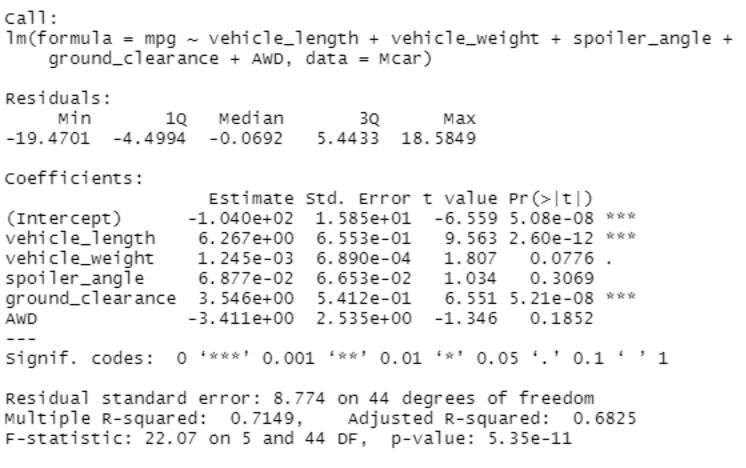 Call:
lm(formula = mpg ~ vehicle_length + vehicle_weight + spoiler_angle +
    ground_clearance + AWD, data = Mcar)

Residuals:
     Min       1Q   Median       3Q      Max
-19.4701  -4.4994  -0.0692   5.4433  18.5849

Coefficients:
                   Estimate Std. Error t value Pr(>|t|)
(Intercept)      -1.040e+02  1.585e+01  -6.559 5.08e-08 ***
vehicle_length    6.267e+00  6.553e-01   9.563 2.60e-12 ***
vehicle_weight    1.245e-03  6.890e-04   1.807   0.0776 .
spoiler_angle     6.877e-02  6.653e-02   1.034   0.3069
ground_clearance  3.546e+00  5.412e-01   6.551 5.21e-08 ***
AWD              -3.411e+00  2.535e+00  -1.346   0.1852
---
Signif. codes:  0 ‘***’ 0.001 ‘**’ 0.01 ‘*’ 0.05 ‘.’ 0.1 ‘ ’ 1

Residual standard error: 8.774 on 44 degrees of freedom
Multiple R-squared:  0.7149,    Adjusted R-squared:  0.6825
F-statistic: 22.07 on 5 and 44 DF,  p-value: 5.35e-11